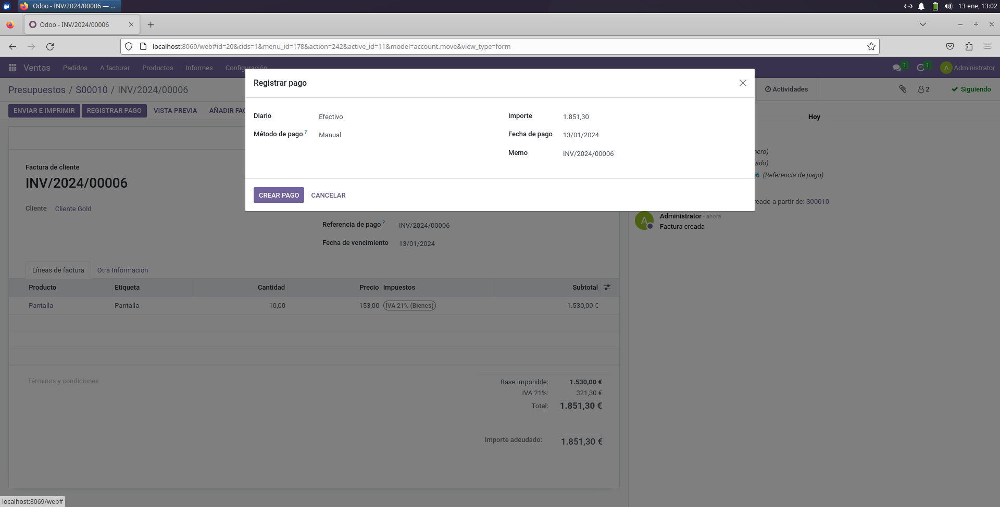 Odoo - INV/2024/00006 — ...
13 ene, 13:02
Odoo - INV/2024/00006
localhost:8069/web#id=20&cids=1&menu_id=178&action=242&active_id=11&model=account.move&view_type=form
Ventas Pedidos A facturar Productos Informes Configuración
1 1 A Administrator
Presupuestos / S00010 / INV/2024/00006
Actividades 2 Siguiendo
ENVIAR E IMPRIMIR REGISTRAR PAGO VISTA PREVIA AÑADIR FAC
Registrar pago
Diario Efectivo
Método de pago ? Manual
Importe 1.851,30
Fecha de pago 13/01/2024
Memo INV/2024/00006
CREAR PAGO CANCELAR
Factura de cliente
INV/2024/00006
Cliente Cliente Gold
Referencia de pago ? INV/2024/00006
Fecha de vencimiento 13/01/2024
Líneas de factura Otra Información
Producto Etiqueta Cantidad Precio Impuestos Subtotal
Pantalla Pantalla 10,00 153,00 IVA 21% (Bienes) 1.530,00 €
Términos y condiciones
Base imponible: 1.530,00 €
IVA 21%: 321,30 €
Total: 1.851,30 €
Importe adeudado: 1.851,30 €
Hoy
nero)
ado)
06 (Referencia de pago)
reado a partir de: S00010
A
Administrator - ahora
Factura creada
localhost:8069/web#